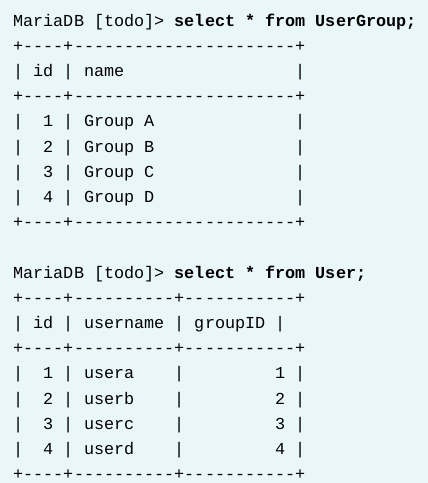 MariaDB [todo]> select * from UserGroup;
+----+----------------------+
| id | name                 |
+----+----------------------+
|  1 | Group A              |
|  2 | Group B              |
|  3 | Group C              |
|  4 | Group D              |
+----+----------------------+

MariaDB [todo]> select * from User;
+----+----------+-----------+
| id | username | groupID |
+----+----------+-----------+
|  1 | usera    |         1 |
|  2 | userb    |         2 |
|  3 | userc    |         3 |
|  4 | userd    |         4 |
+----+----------+-----------+